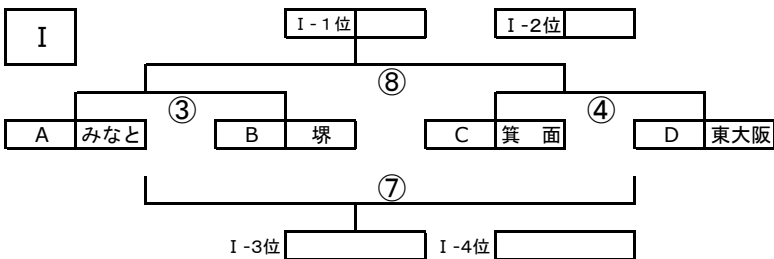 I
I-1位 I-2位
⑧
③ ④
A みなと B 堺 C 箕面 D 東大阪
⑦
I-3位 I-4位